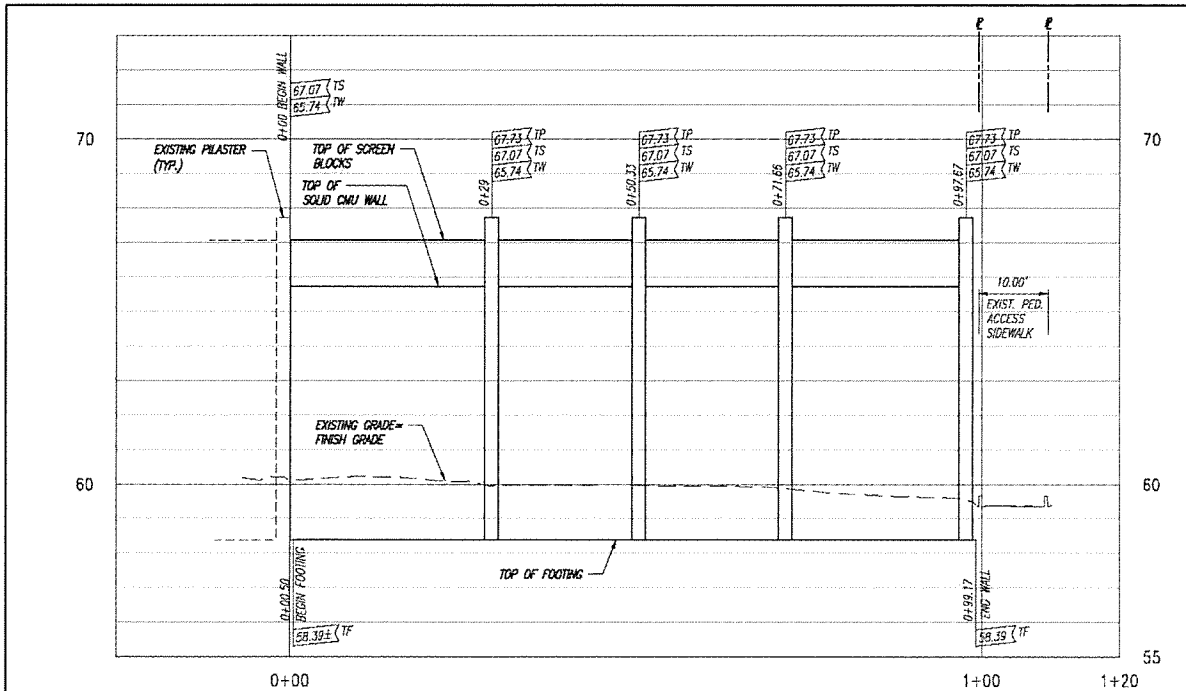 ⅊
⅊
0+00 BEGIN WALL
67.07 TS
65.74 TW
70
EXISTING PILASTER
(TYP.)
TOP OF SCREEN
BLOCKS
TOP OF
SOLID CMU WALL
0+29
67.73 TP
67.07 TS
65.74 TW
0+50.33
67.73 TP
67.07 TS
65.74 TW
0+71.66
67.73 TP
67.07 TS
65.74 TW
0+97.67
67.73 TP
67.07 TS
65.74 TW
70
10.00'
EXIST. PED.
ACCESS
SIDEWALK
EXISTING GRADE=
FINISH GRADE
60
60
TOP OF FOOTING
0+00.50
BEGIN FOOTING
58.39± TF
0+99.17
END WALL
58.39 TF
55
0+00
1+00
1+20